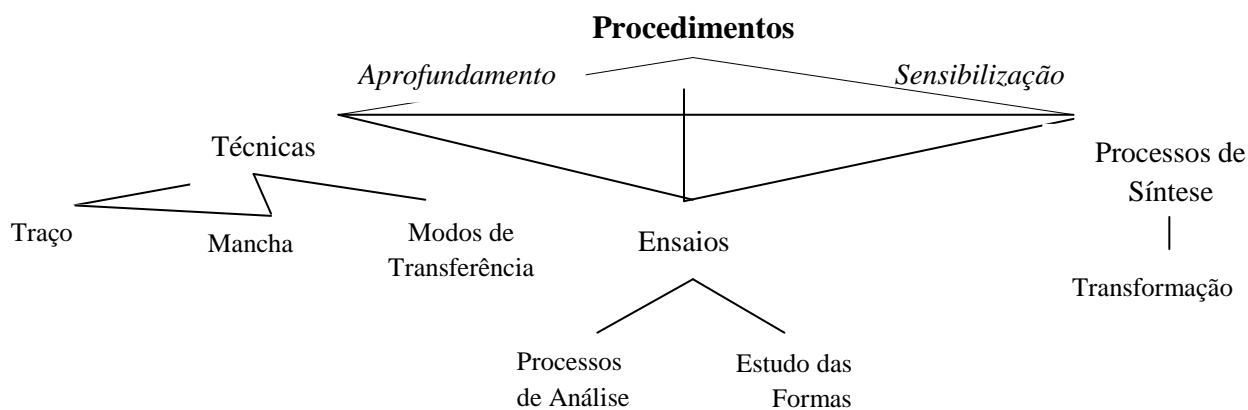 Procedimentos
Aprofundamento
Sensibilização
Técnicas
Processos de
Síntese
Traço
Mancha
Modos de
Transferência
Ensaios
Transformação
Processos
de Análise
Estudo das
Formas